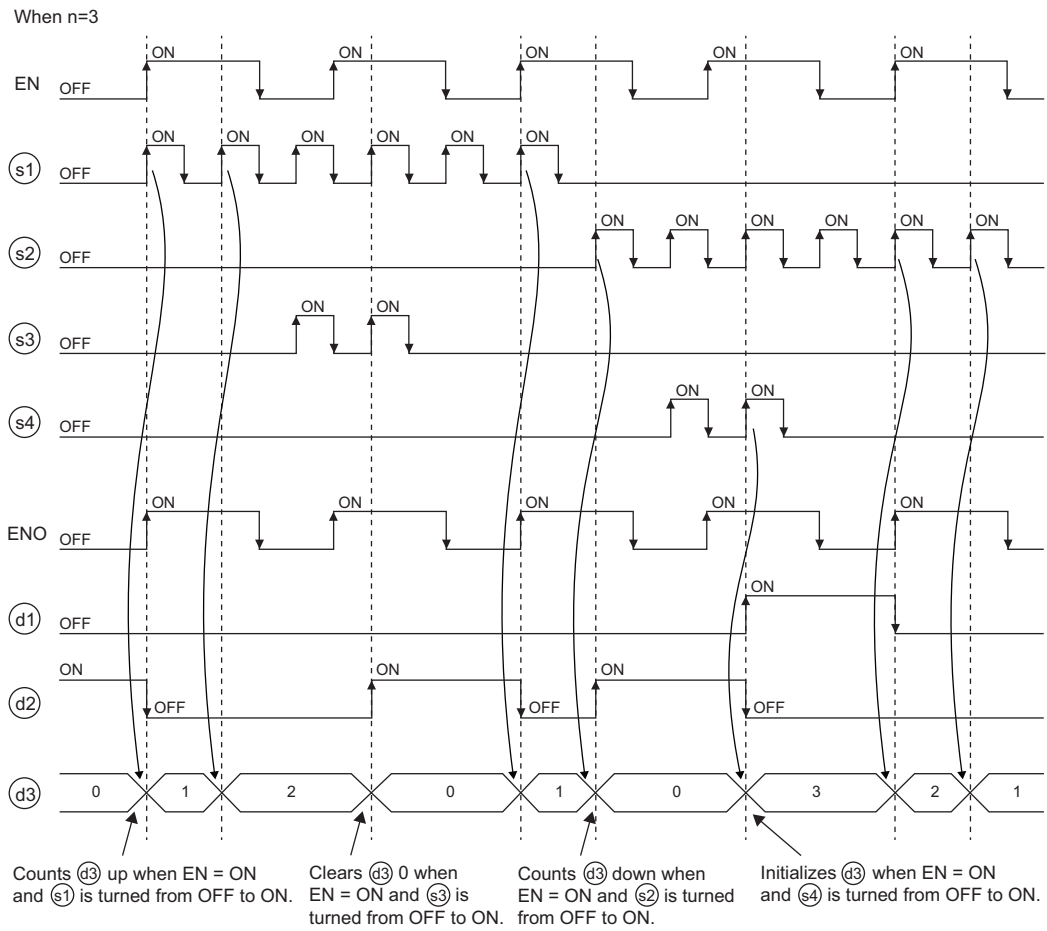 When n=3
ON ON ON ON
EN OFF
ON ON ON ON ON ON
s1 OFF
ON ON ON ON ON ON
s2 OFF
ON ON
s3 OFF
ON ON
s4 OFF
ON ON ON ON
ENO OFF
ON
d1 OFF
ON ON ON
d2 OFF OFF OFF
d3 0 1 2 0 1 0 3 2 1
Counts d3 up when EN = ON
and s1 is turned from OFF to ON.
Clears d3 0 when
EN = ON and s3 is
turned from OFF to ON.
Counts d3 down when
EN = ON and s2 is turned
from OFF to ON.
Initializes d3 when EN = ON
and s4 is turned from OFF to ON.